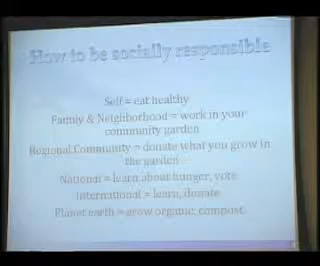 How to be socially responsible
Self = eat healthy
Family & Neighborhood = work in your
community garden
Regional Community = donate what you grow in
the garden
National = learn about hunger, vote
International = learn, donate
Planet earth = grow organic, compost